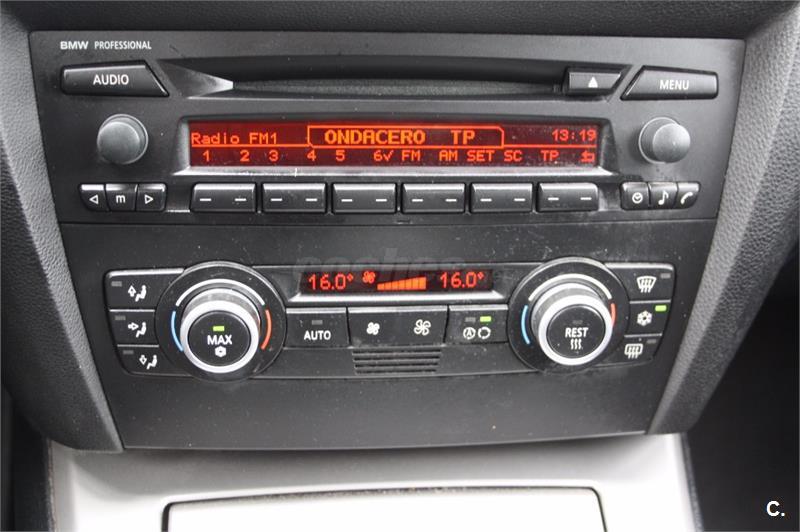 BMW PROFESSIONAL
AUDIO
MENU
Radio FM1 ONDACERO TP 13:19
1 2 3 4 5 6✓ FM AM SET SC TP
m
16.0° 16.0°
MAX
AUTO
A
REST
coches
C.